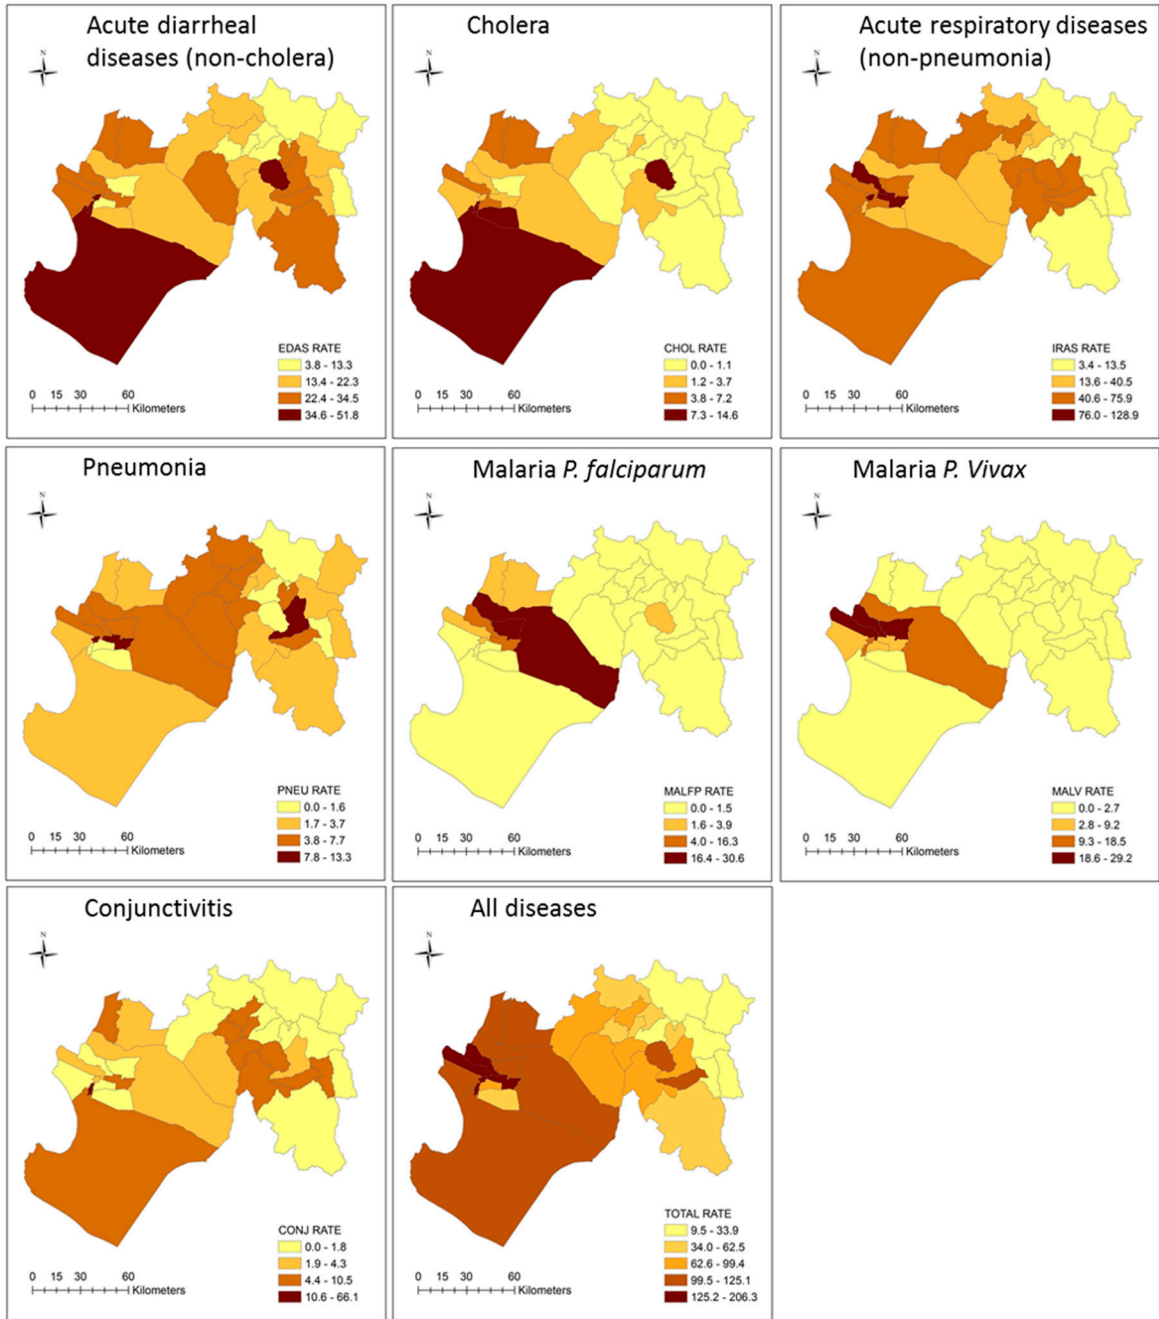 Acute diarrheal
diseases (non-cholera)
N
EDAS RATE
3.8 - 13.3
13.4 - 22.3
22.4 - 34.5
34.6 - 51.8
0 15 30 60
Kilometers
Cholera
N
CHOL RATE
0.0 - 1.1
1.2 - 3.7
3.8 - 7.2
7.3 - 14.6
0 15 30 60
Kilometers
Acute respiratory diseases
(non-pneumonia)
N
IRAS RATE
3.4 - 13.5
13.6 - 40.5
40.6 - 75.9
76.0 - 128.9
0 15 30 60
Kilometers
Pneumonia
N
PNEU RATE
0.0 - 1.6
1.7 - 3.7
3.8 - 7.7
7.8 - 13.3
0 15 30 60
Kilometers
Malaria P. falciparum
N
MALFP RATE
0.0 - 1.5
1.6 - 3.9
4.0 - 16.3
16.4 - 30.6
0 15 30 60
Kilometers
Malaria P. Vivax
N
MALV RATE
0.0 - 2.7
2.8 - 9.2
9.3 - 18.5
18.6 - 29.2
0 15 30 60
Kilometers
Conjunctivitis
N
CONJ RATE
0.0 - 1.8
1.9 - 4.3
4.4 - 10.5
10.6 - 66.1
0 15 30 60
Kilometers
All diseases
N
TOTAL RATE
9.5 - 33.9
34.0 - 62.5
62.6 - 99.4
99.5 - 125.1
125.2 - 206.3
0 15 30 60
Kilometers